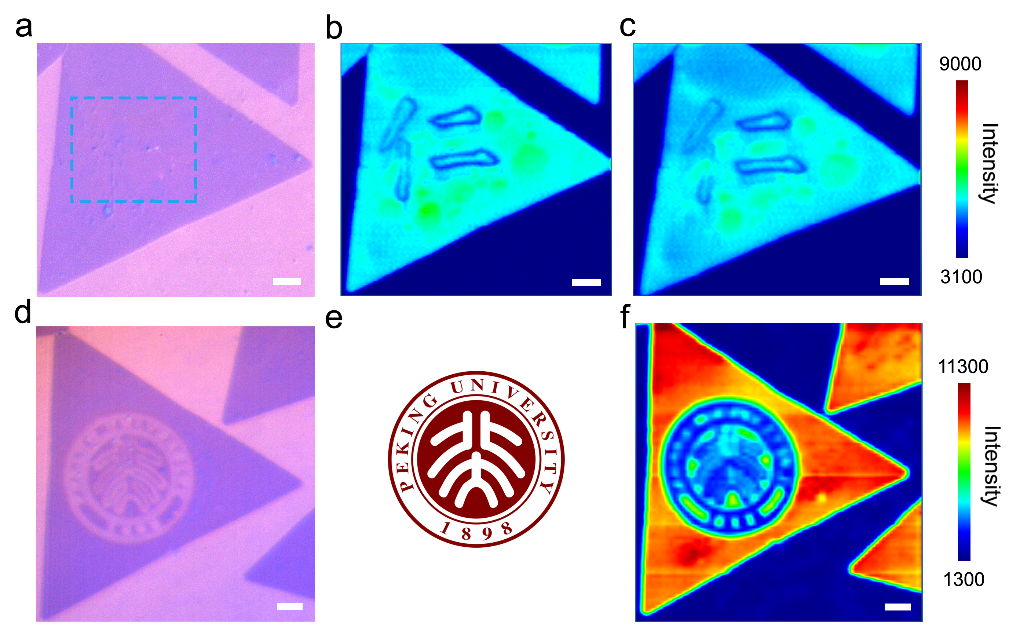 a
b
c
9000
Intensity
3100
d
e
f
PEKING UNIVERSITY
1898
11300
Intensity
1300